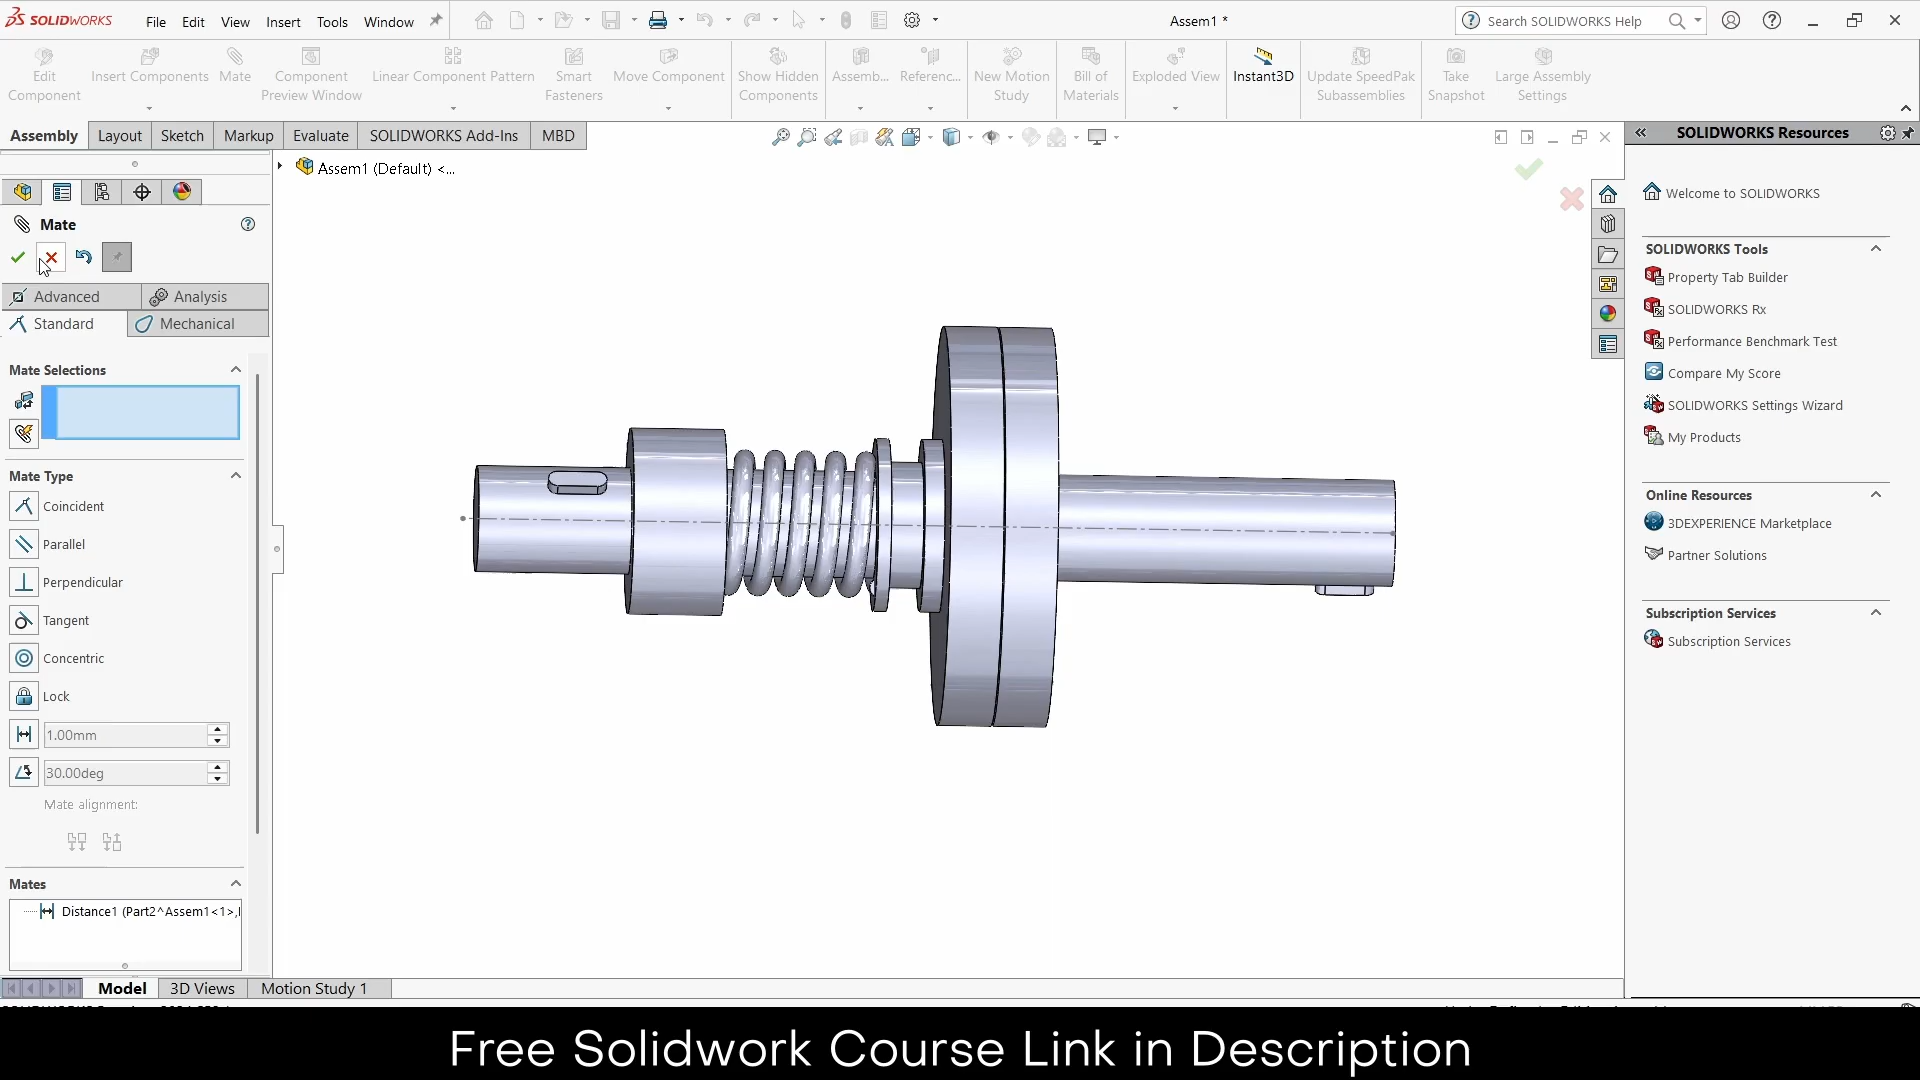 SOLIDWORKS
File Edit View Insert Tools Window
Assem1 *
Search SOLIDWORKS Help
Edit Component
Insert Components
Mate
Component Preview Window
Linear Component Pattern
Smart Fasteners
Move Component
Show Hidden Components
Assemb...
Referenc...
New Motion Study
Bill of Materials
Exploded View
Instant3D
Update SpeedPak Subassemblies
Take Snapshot
Large Assembly Settings
Assembly Layout Sketch Markup Evaluate SOLIDWORKS Add-Ins MBD
Assem1 (Default) <...
Mate
Advanced Analysis
Standard Mechanical
Mate Selections
Mate Type
Coincident
Parallel
Perpendicular
Tangent
Concentric
Lock
1.00mm
30.00deg
Mate alignment:
Mates
Distance1 (Part2^Assem1<1>,
Model 3D Views Motion Study 1
SOLIDWORKS Resources
Welcome to SOLIDWORKS
SOLIDWORKS Tools
Property Tab Builder
SOLIDWORKS Rx
Performance Benchmark Test
Compare My Score
SOLIDWORKS Settings Wizard
My Products
Online Resources
3DEXPERIENCE Marketplace
Partner Solutions
Subscription Services
Subscription Services
Free Solidwork Course Link in Description